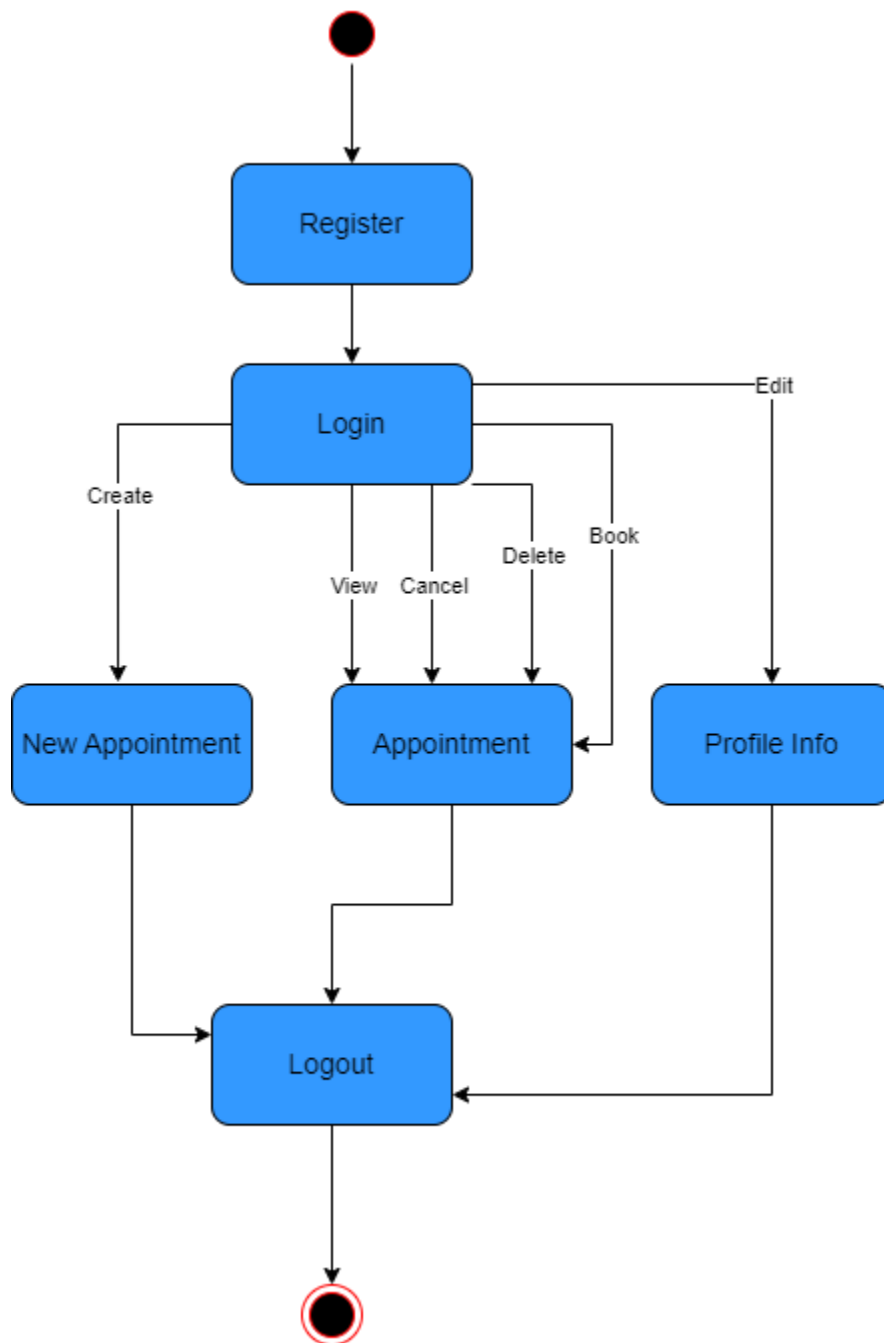 Register
Login
Edit
Create
Book
Delete
View
Cancel
New Appointment
Appointment
Profile Info
Logout